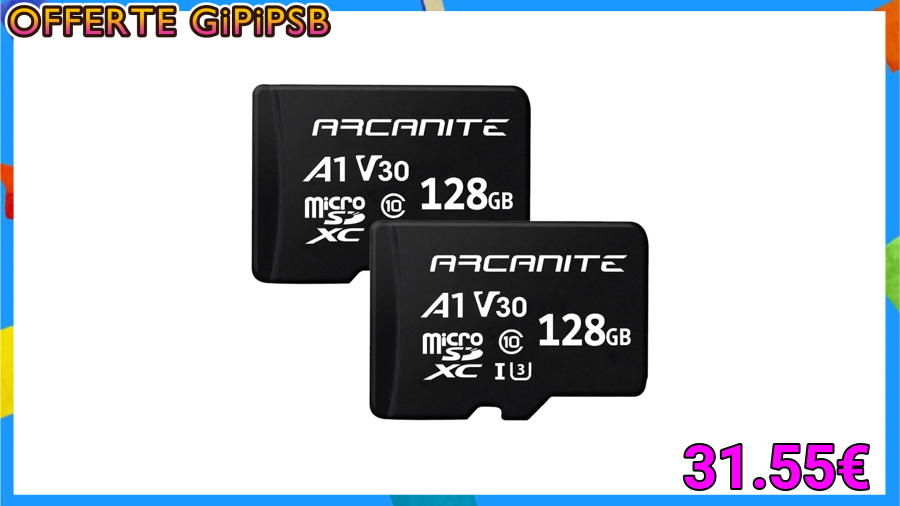 OFFERTE GiPiPSB
ARCANITE
A1 V30
micro SD XC
10
128GB
ARCANITE
A1 V30
micro SD XC
10
128GB
I 3
31.55€